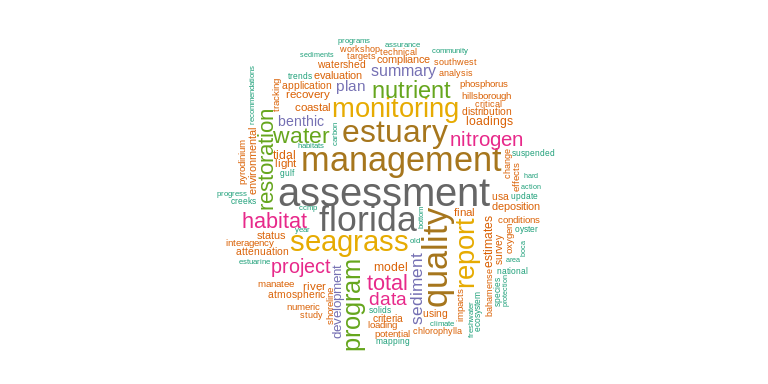 programs
assurance
workshop
technical
community
sediments
targets
compliance
southwest
watershed
summary
analysis
trends
evaluation
plan
nutrient
phosphorus
recommendations
application
recovery
tracking
hillsborough
critical
coastal
monitoring
distribution
benthic
loadings
restoration
water
carbon
estuary
nitrogen
environmental
habitats
pyrodinium
tidal
light
management
change
suspended
gulf
effects
hard
action
progress
creeks
assessment
usa
update
ccmp
deposition
habitat
year
florida
bottom
quality
final
conditions
oyster
status
seagrass
old
report
estimates
survey
oxygen
boca
interagency
attenuation
estuarine
area
project
model
sediment
national
manatee
river
development
program
total
bahamense
species
protection
atmospheric
data
impacts
numeric
shoreline
solids
using
freshwater
ecosystem
study
criteria
loading
climate
potential
chlorophylla
mapping